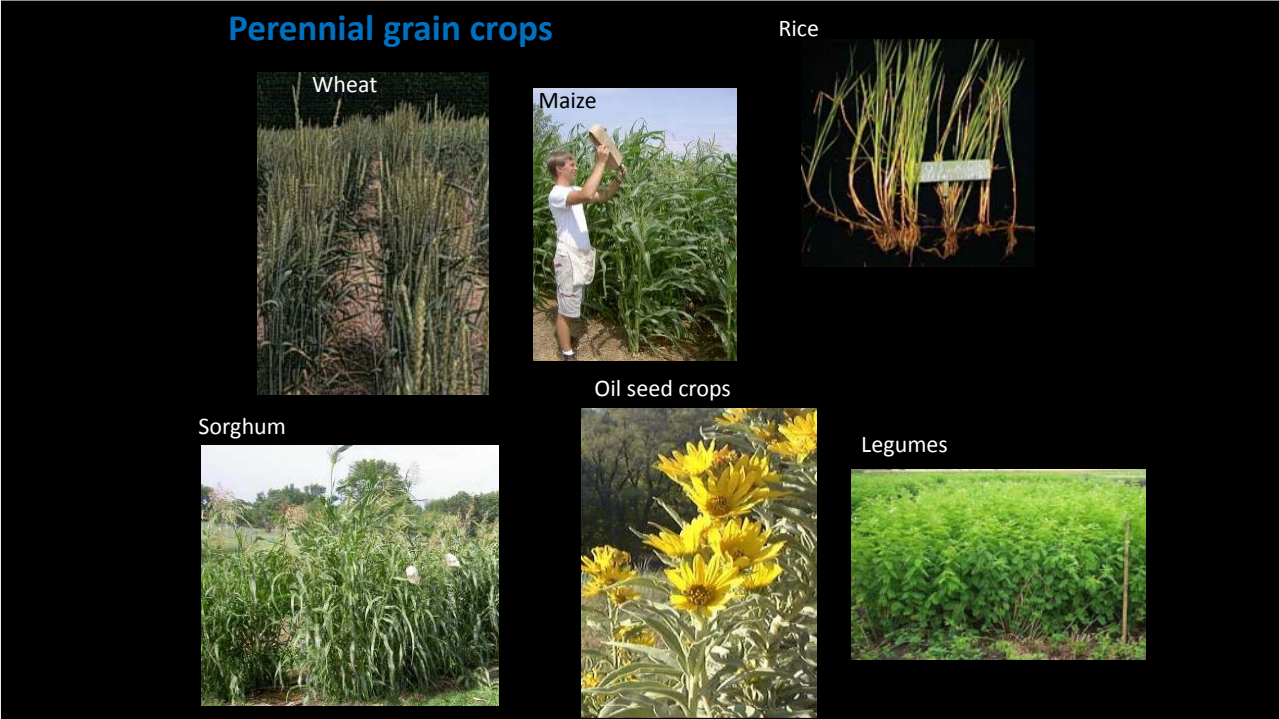 Perennial grain crops
Rice
Wheat
Maize
Oil seed crops
Sorghum
Legumes